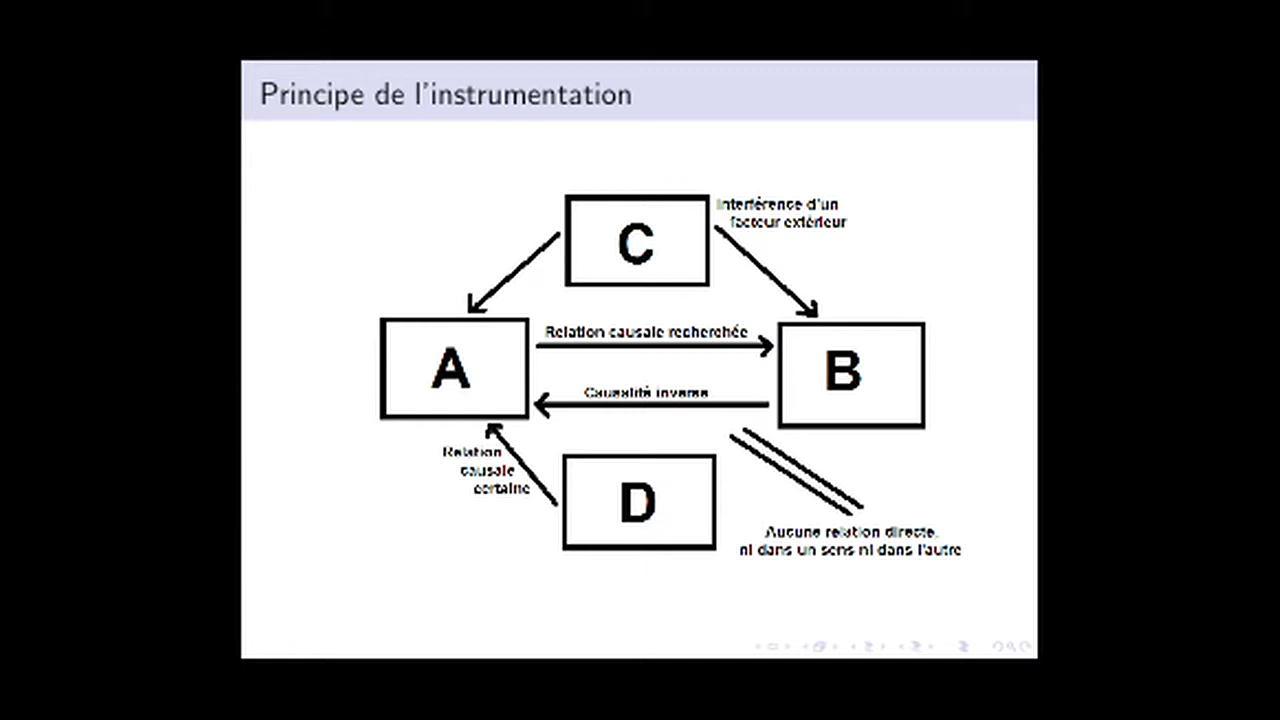 Principe de l'instrumentation
C
Interférence d'un
facteur extérieur
A
Relation causale recherchée
B
Causalité inverse
Relation
causale
certaine
D
Aucune relation directe,
ni dans un sens ni dans l'autre